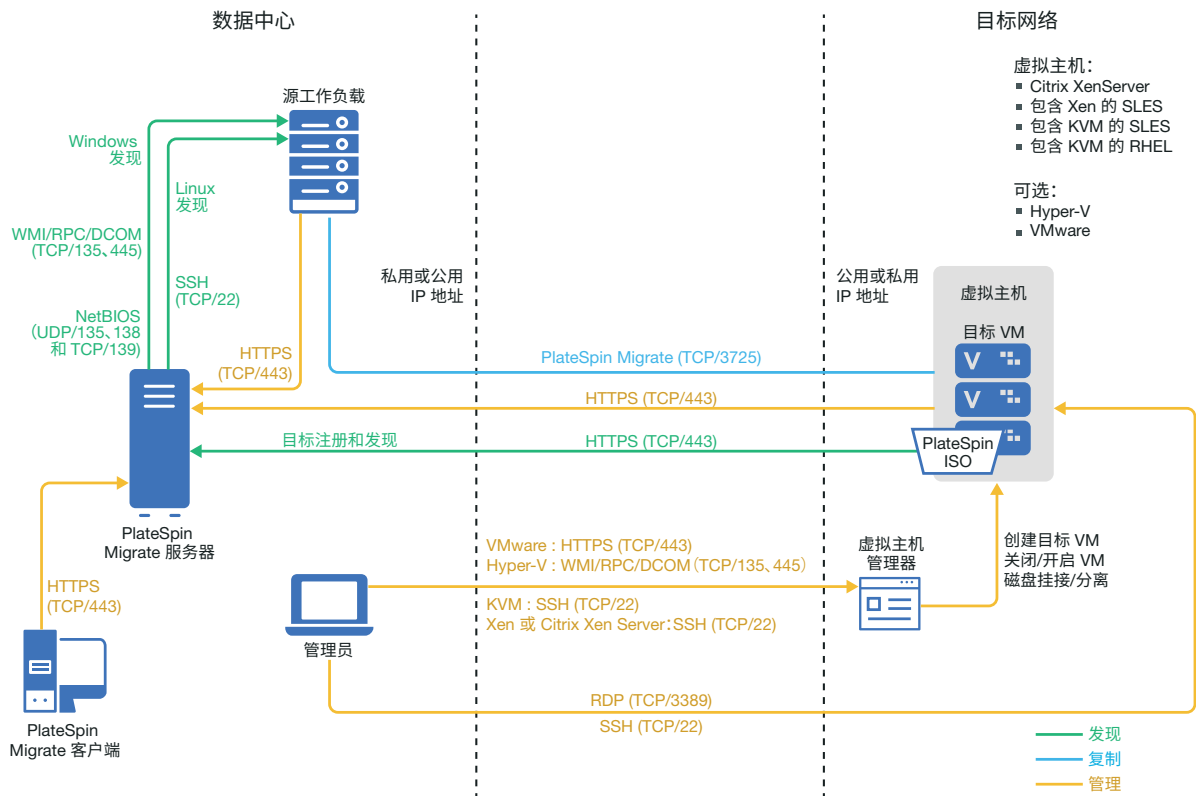 数据中心
目标网络
虚拟主机：
▪ Citrix XenServer
▪ 包含 Xen 的 SLES
▪ 包含 KVM 的 SLES
▪ 包含 KVM 的 RHEL
可选：
▪ Hyper-V
▪ VMware
源工作负载
Windows
发现
Linux
发现
WMI/RPC/DCOM
(TCP/135、445)
SSH
(TCP/22)
NetBIOS
（UDP/135、138
和 TCP/139)
HTTPS
(TCP/443)
私用或公用
IP 地址
公用或私用
IP 地址
虚拟主机
目标 VM
V
V
PlateSpin
ISO
PlateSpin Migrate (TCP/3725)
HTTPS (TCP/443)
目标注册和发现
HTTPS (TCP/443)
PlateSpin
Migrate 服务器
HTTPS
(TCP/443)
PlateSpin
Migrate 客户端
管理员
VMware : HTTPS (TCP/443)
Hyper-V : WMI/RPC/DCOM（TCP/135、445）
KVM : SSH (TCP/22)
Xen 或 Citrix Xen Server：SSH (TCP/22)
虚拟主机
管理器
创建目标 VM
关闭/开启 VM
磁盘挂接/分离
RDP (TCP/3389)
SSH (TCP/22)
发现
复制
管理